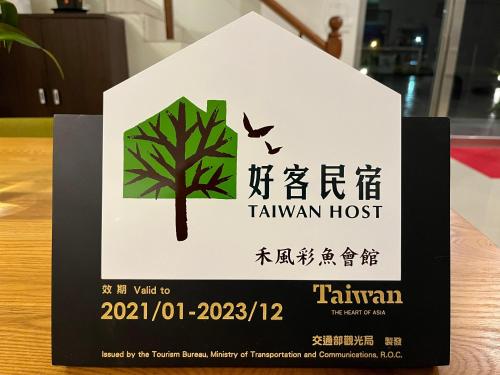 好客民宿
TAIWAN HOST
禾風彩魚會館
效期 Valid to
2021/01-2023/12
Taiwan
THE HEART OF ASIA
交通部觀光局 製發
Issued by the Tourism Bureau, Ministry of Transportation and Communications, R.O.C.